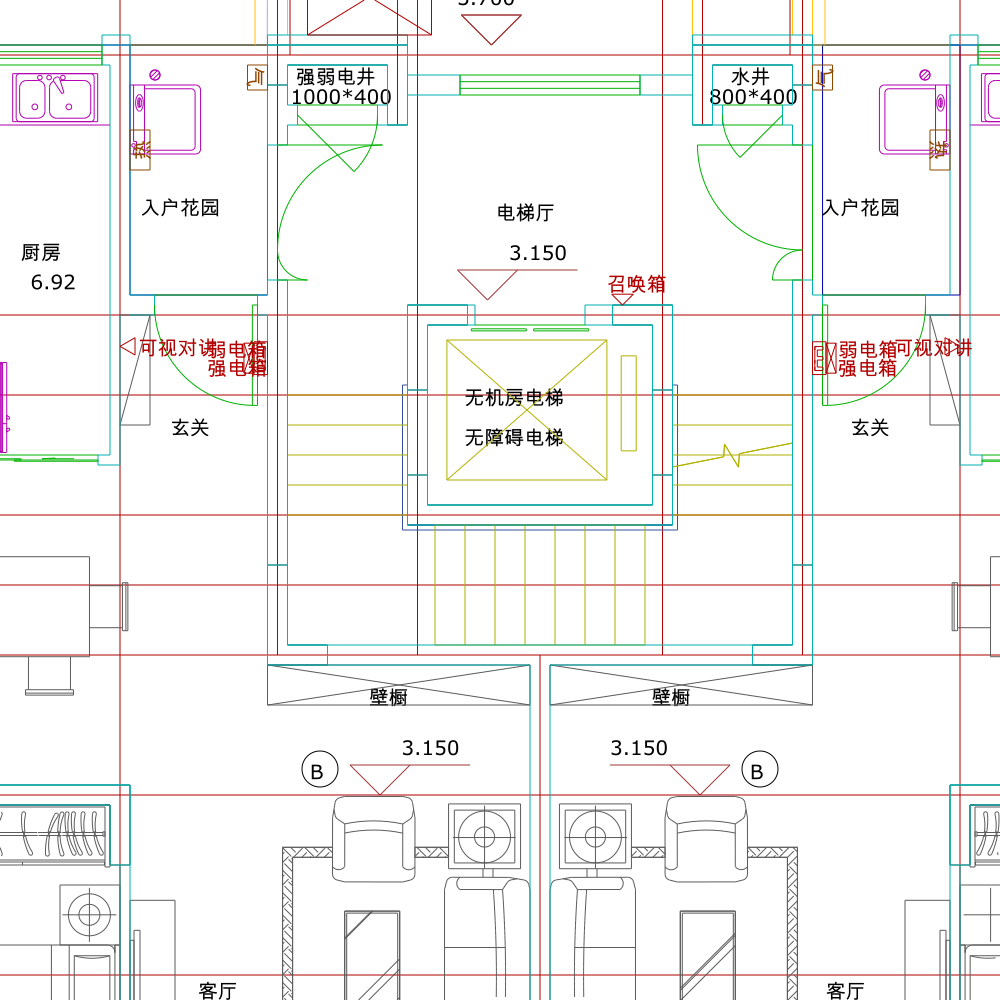 3.700
强弱电井
1000*400
水井
800*400
气
气
热
热
入户花园
入户花园
电梯厅
厨房
6.92
3.150
召唤箱
可视对讲
弱电箱
强电箱
弱电箱
强电箱
可视对讲
无机房电梯
无障碍电梯
玄关
玄关
壁橱
壁橱
3.150
3.150
B
B
客厅
客厅